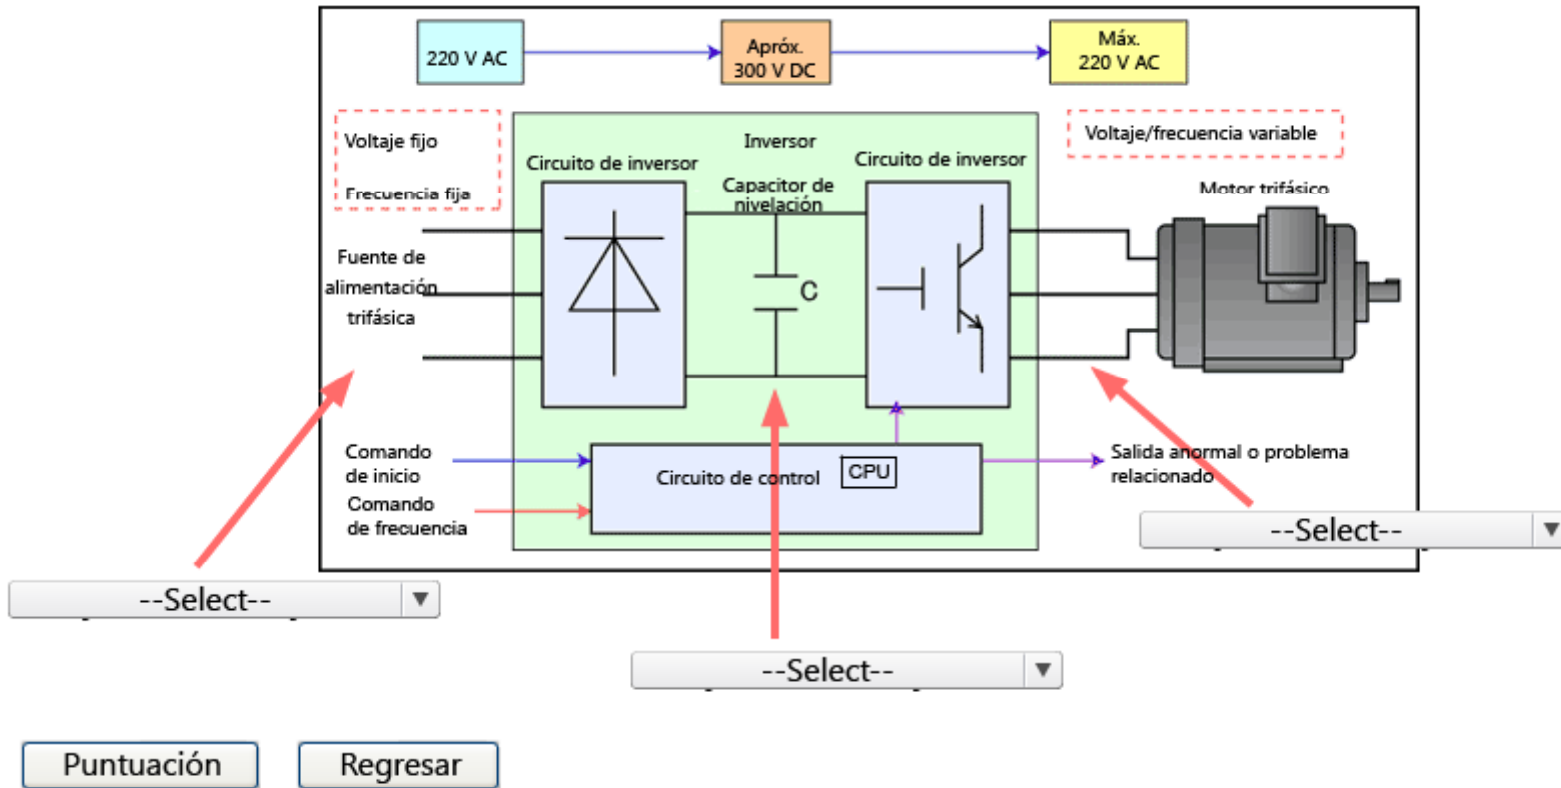 220 V AC
Apróx.
300 V DC
Máx.
220 V AC
Voltaje fijo
Frecuencia fija
Inversor
Circuito de inversor
Circuito de inversor
Voltaje/frecuencia variable
Capacitor de
nivelación
Motor trifásico
Fuente de
alimentación
trifásica
C
Comando
de inicio
Comando
de frecuencia
Circuito de control
CPU
Salida anormal o problema
relacionado
--Select--
--Select--
--Select--
Puntuación
Regresar